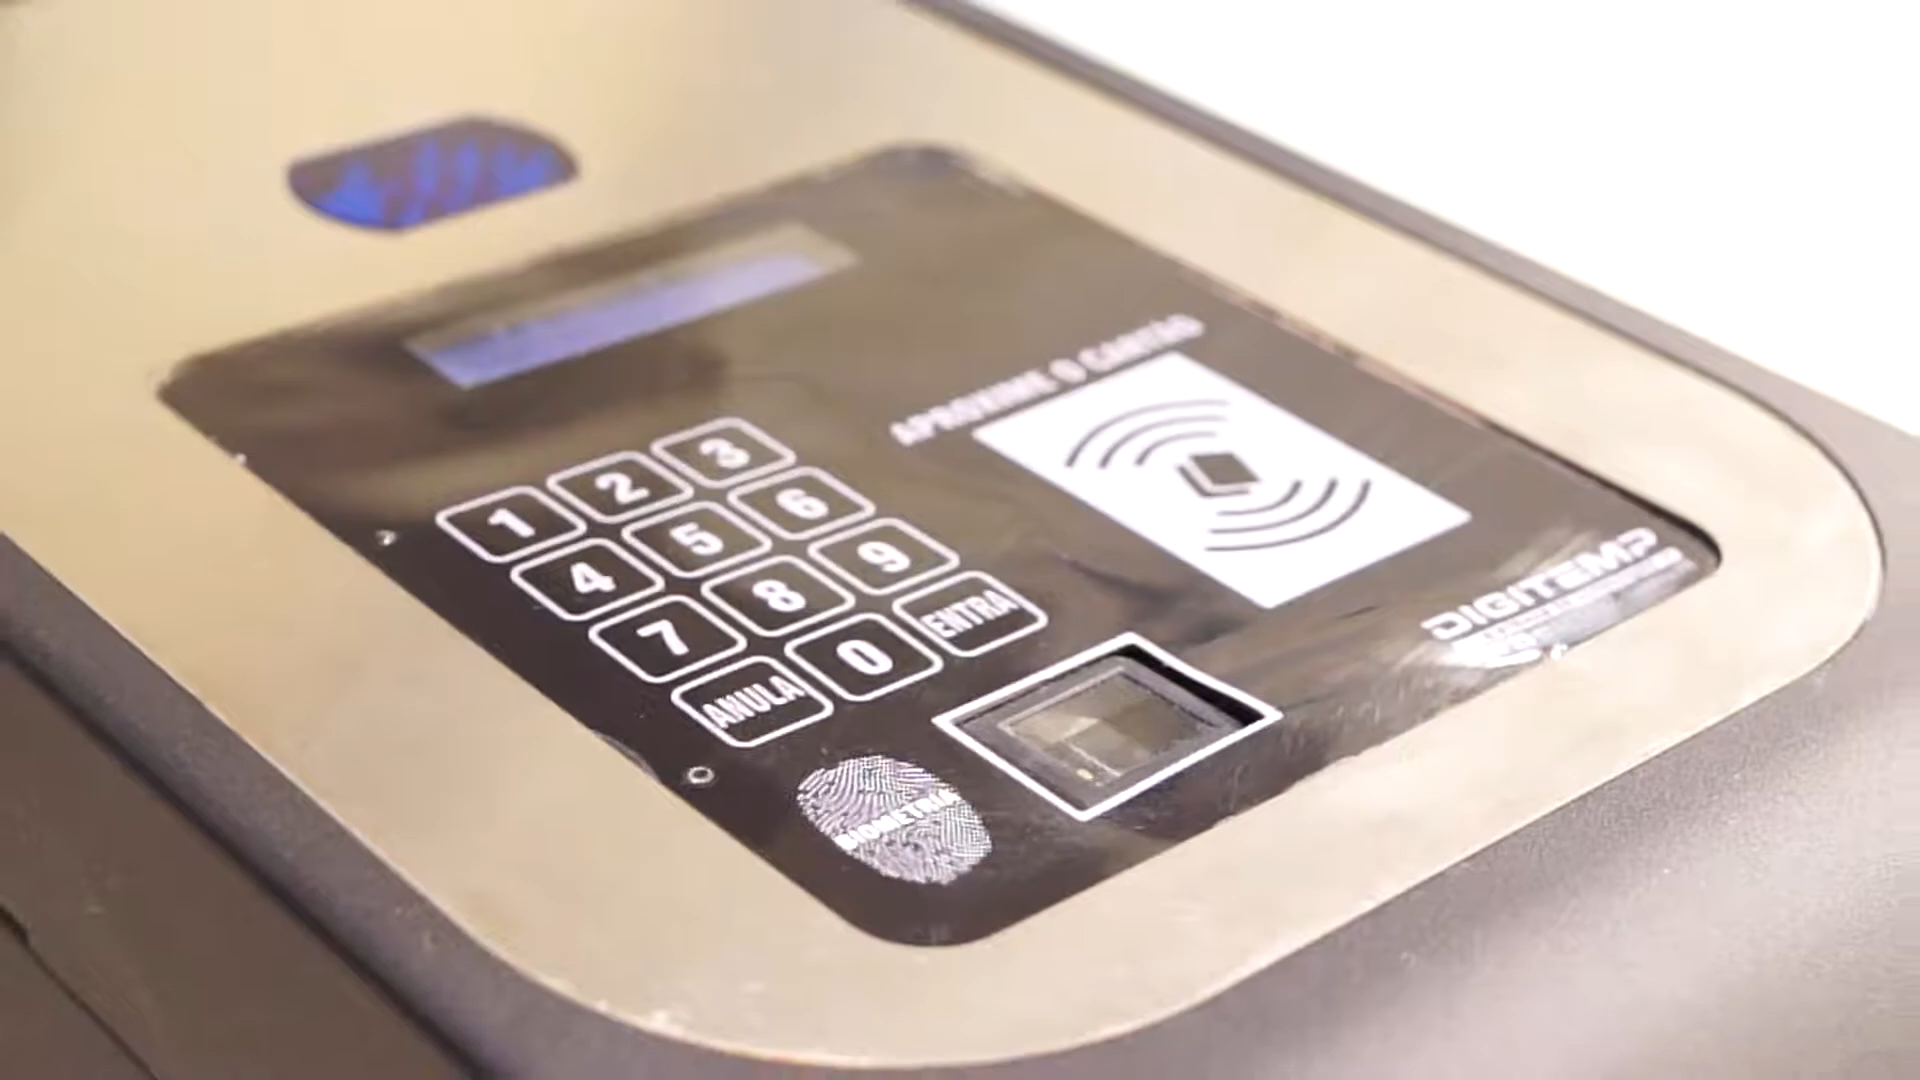 APROXIME O CARTÃO
1 2 3
4 5 6
7 8 9
ANULA 0 ENTRA
BIOMETRIA
DIGITEMP